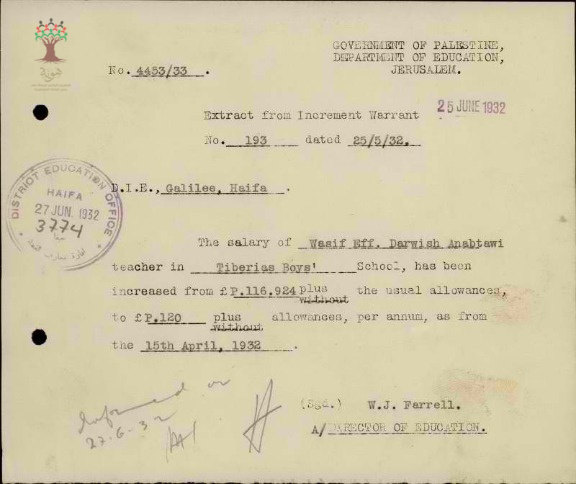 GOVERNMENT OF PALESTINE,
DEPARTMENT OF EDUCATION,
JERUSALEM.
No. 4453/33 .
25 JUNE 1932
Extract from Increment Warrant
No. 193 dated 25/5/32.
DISTRICT EDUCATION OFFICE
HAIFA
27 JUN. 1932
3774
D.I.E., Galilee, Haifa .
The salary of Wasif Eff. Darwish Anabtawi
teacher in Tiberias Boys' School, has been
increased from £P.116.924 plus without the usual allowances,
to £P.120 plus without allowances, per annum, as from
the 15th April, 1932 .
Informed on
27.6.32
(Sgd.) W.J. Farrell.
A/ DIRECTOR OF EDUCATION.